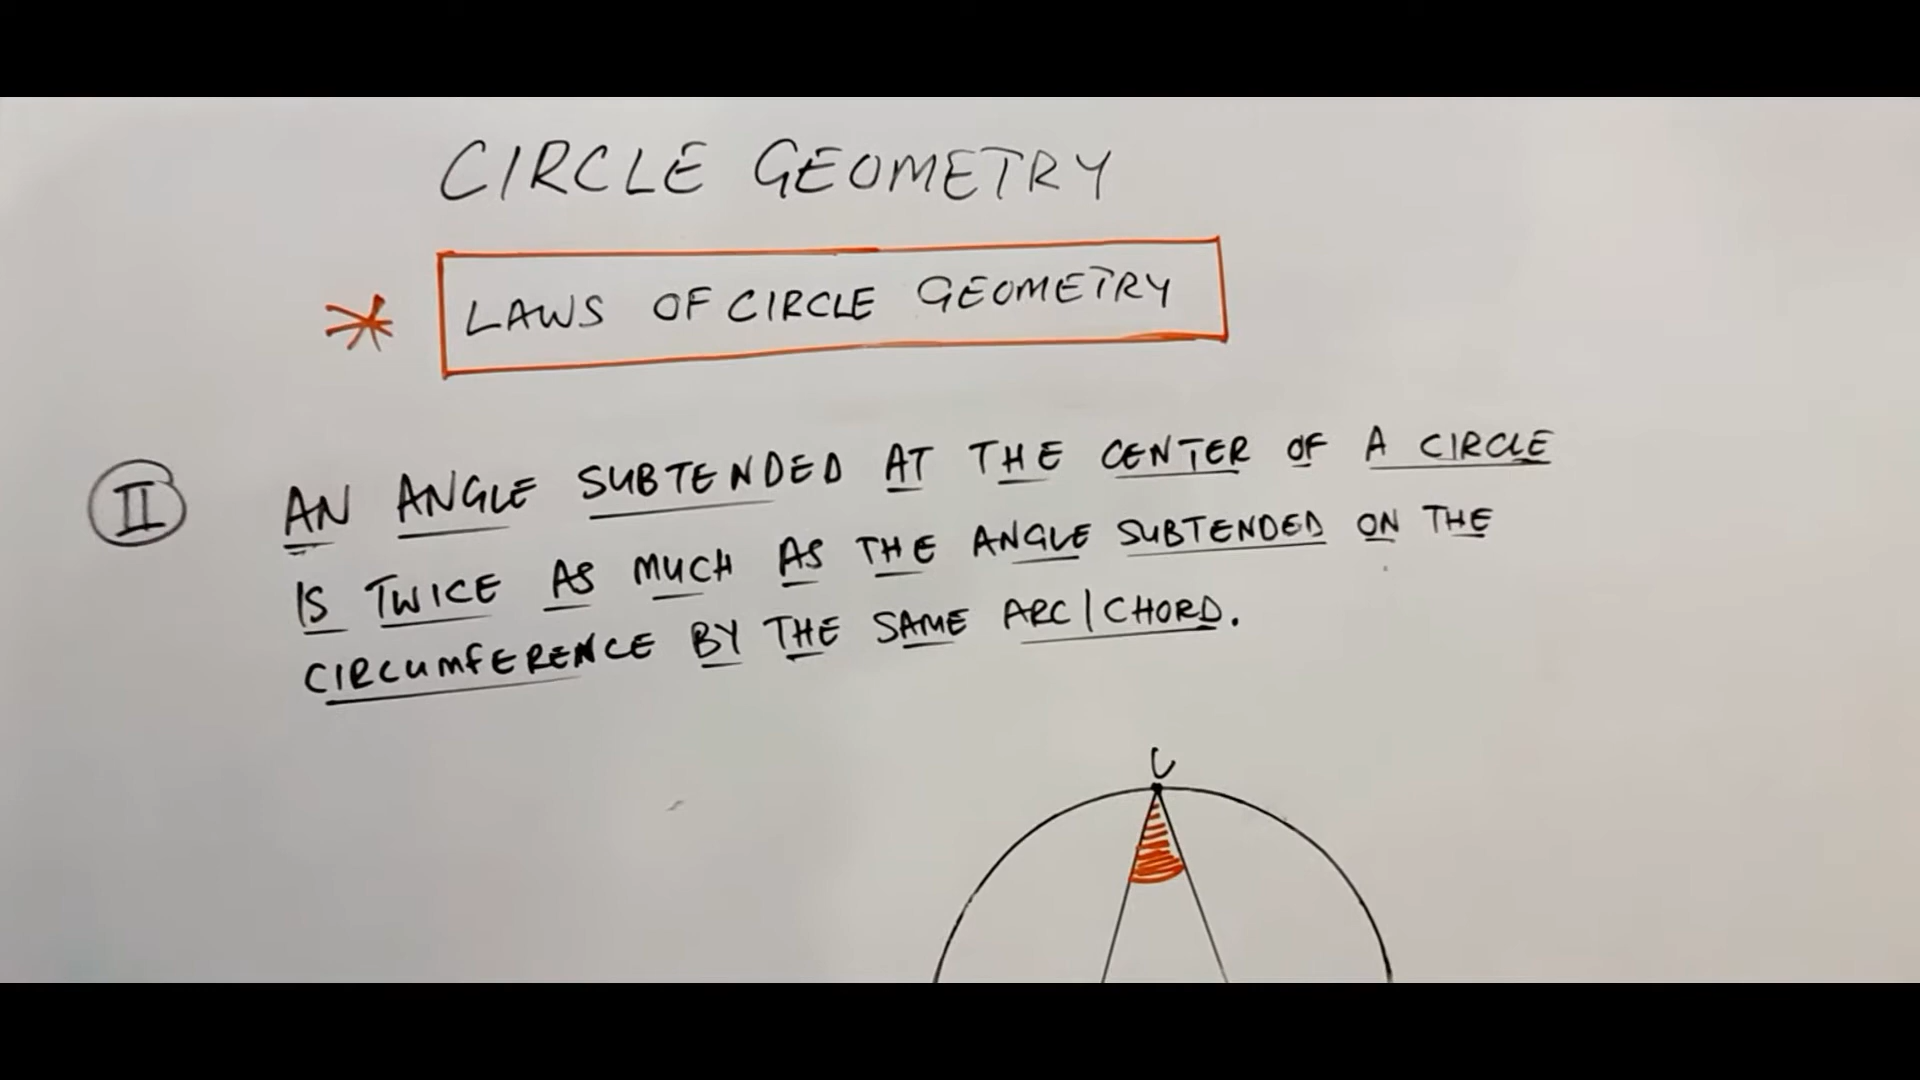 CIRCLE GEOMETRY
* LAWS OF CIRCLE GEOMETRY
II AN ANGLE SUBTENDED AT THE CENTER OF A CIRCLE
IS TWICE AS MUCH AS THE ANGLE SUBTENDED ON THE
CIRCUMFERENCE BY THE SAME ARC/CHORD.